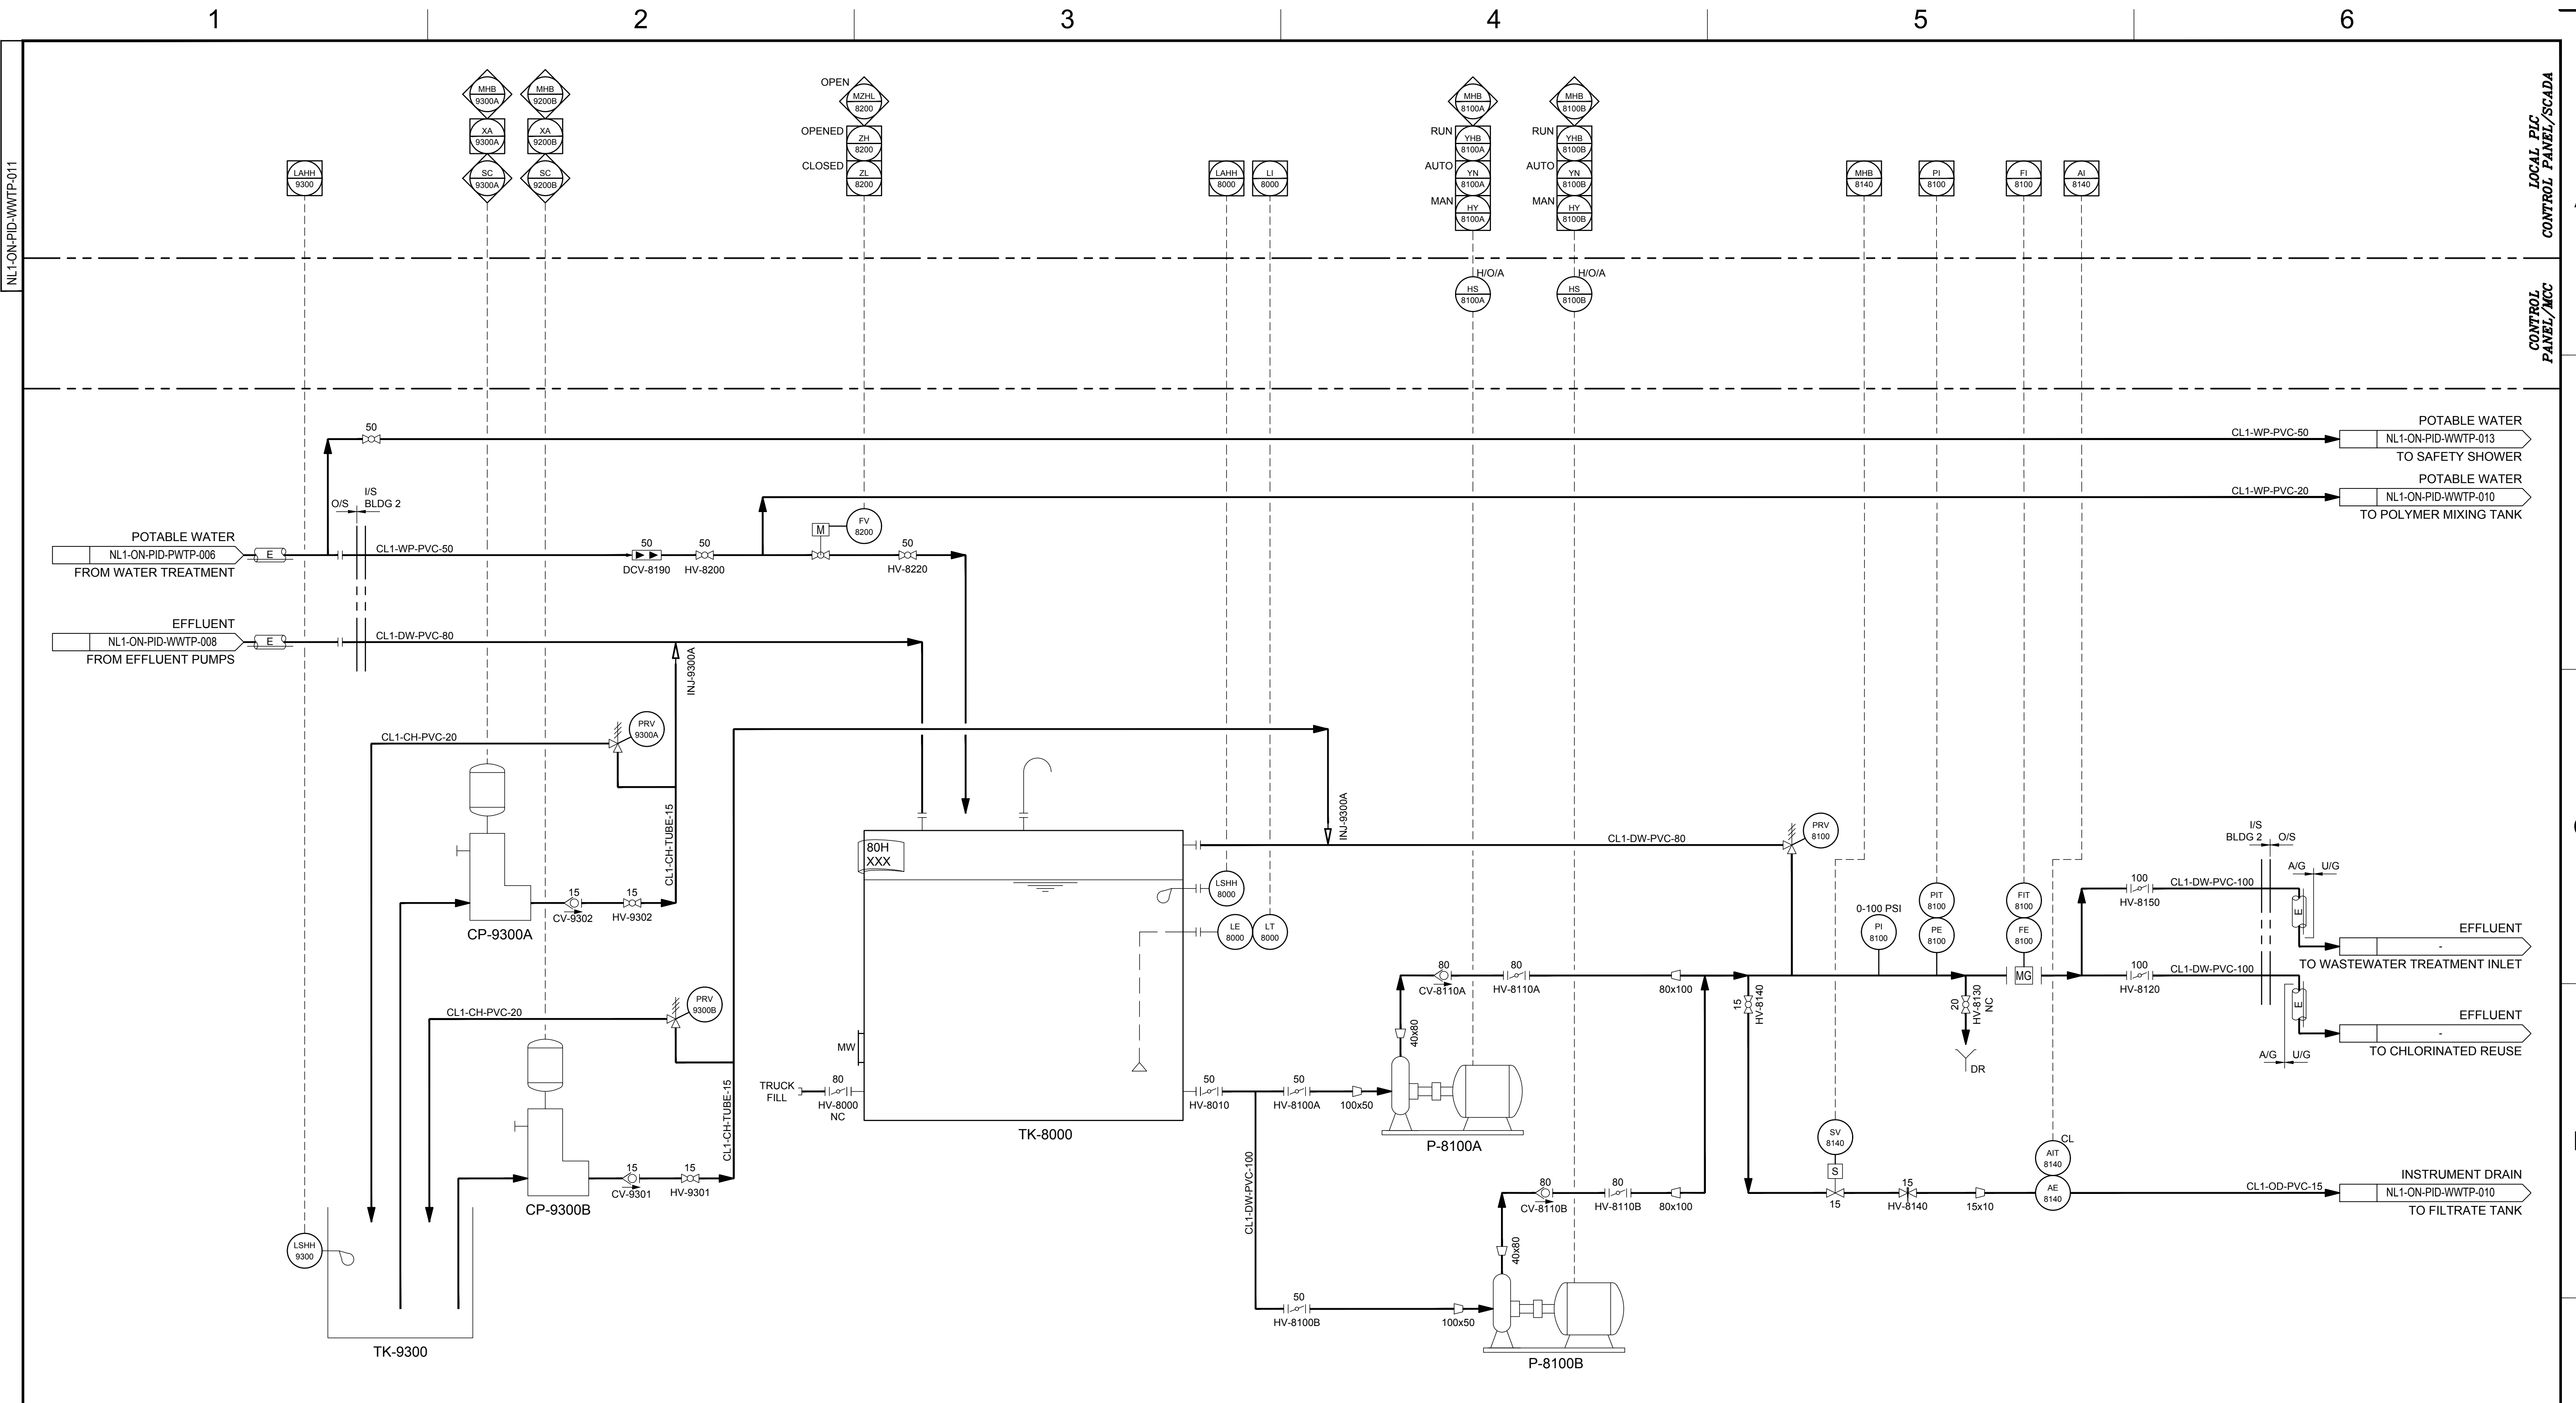 1
2
3
4
5
6
NL1-ON-PID-WWTP-011
LOCAL PLC
CONTROL PANEL/SCADA
CONTROL
PANEL/MCC
LAHH
9300
MHB
9300A
XA
9300A
SC
9300A
MHB
9200B
XA
9200B
SC
9200B
OPEN
MZHL
8200
OPENED
ZH
8200
CLOSED
ZL
8200
LAHH
8000
LI
8000
MHB
8100A
RUN
YHB
8100A
AUTO
YN
8100A
MAN
HY
8100A
MHB
8100B
RUN
YHB
8100B
AUTO
YN
8100B
MAN
HY
8100B
MHB
8140
PI
8100
FI
8100
AI
8140
H/O/A
HS
8100A
H/O/A
HS
8100B
50
CL1-WP-PVC-50
POTABLE WATER
NL1-ON-PID-WWTP-013
TO SAFETY SHOWER
CL1-WP-PVC-20
POTABLE WATER
NL1-ON-PID-WWTP-010
TO POLYMER MIXING TANK
O/S
I/S
BLDG 2
POTABLE WATER
NL1-ON-PID-PWTP-006
FROM WATER TREATMENT
E
CL1-WP-PVC-50
50
DCV-8190
50
HV-8200
M
FV
8200
50
HV-8220
EFFLUENT
NL1-ON-PID-WWTP-008
FROM EFFLUENT PUMPS
E
CL1-DW-PVC-80
INJ-9300A
PRV
9300A
CL1-CH-PVC-20
CL1-CH-TUBE-15
15
CV-9302
15
HV-9302
CP-9300A
PRV
9300B
CL1-CH-PVC-20
CL1-CH-TUBE-15
15
CV-9301
15
HV-9301
CP-9300B
LSHH
9300
TK-9300
80H
XXX
MW
TRUCK
FILL
80
HV-8000
NC
TK-8000
INJ-9300A
CL1-DW-PVC-80
PRV
8100
LSHH
8000
LE
8000
LT
8000
50
HV-8010
50
HV-8100A
100x50
CL1-DW-PVC-100
P-8100A
40x80
80
CV-8110A
80
HV-8110A
80x100
50
HV-8100B
100x50
P-8100B
40x80
80
CV-8110B
80
HV-8110B
80x100
15
HV-8140
0-100 PSI
PI
8100
PIT
8100
PE
8100
FIT
8100
FE
8100
MG
20
HV-8130
NC
DR
SV
8140
S
15
15
HV-8140
15x10
CL
AIT
8140
AE
8140
CL1-OD-PVC-15
INSTRUMENT DRAIN
NL1-ON-PID-WWTP-010
TO FILTRATE TANK
100
HV-8150
CL1-DW-PVC-100
I/S
BLDG 2
O/S
A/G
U/G
E
EFFLUENT
-
TO WASTEWATER TREATMENT INLET
100
HV-8120
CL1-DW-PVC-100
E
A/G
U/G
EFFLUENT
-
TO CHLORINATED REUSE